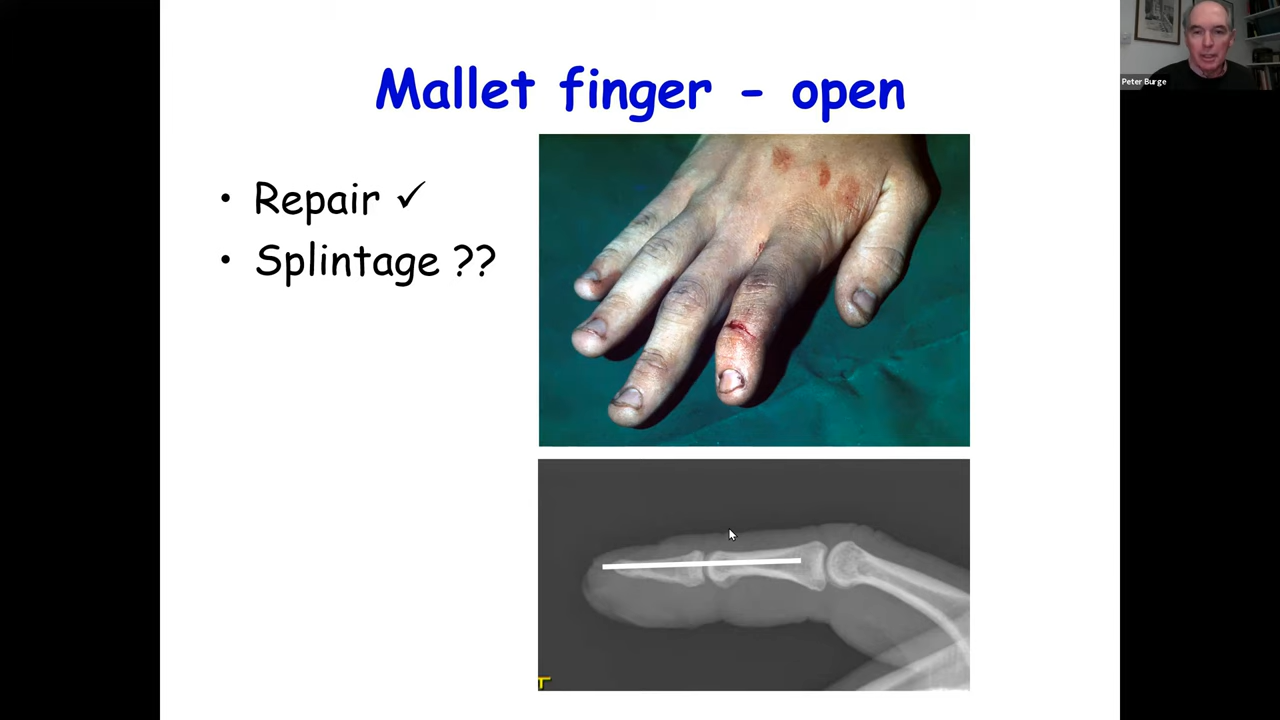 Mallet finger - open
• Repair ✓
• Splintage ??
Peter Burge
T